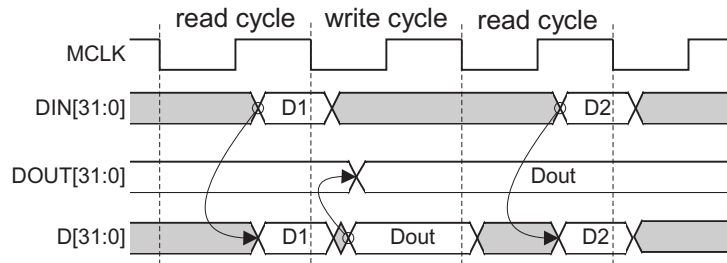 read cycle write cycle read cycle
MCLK
DIN[31:0] D1 D2
DOUT[31:0] Dout
D[31:0] D1 Dout D2